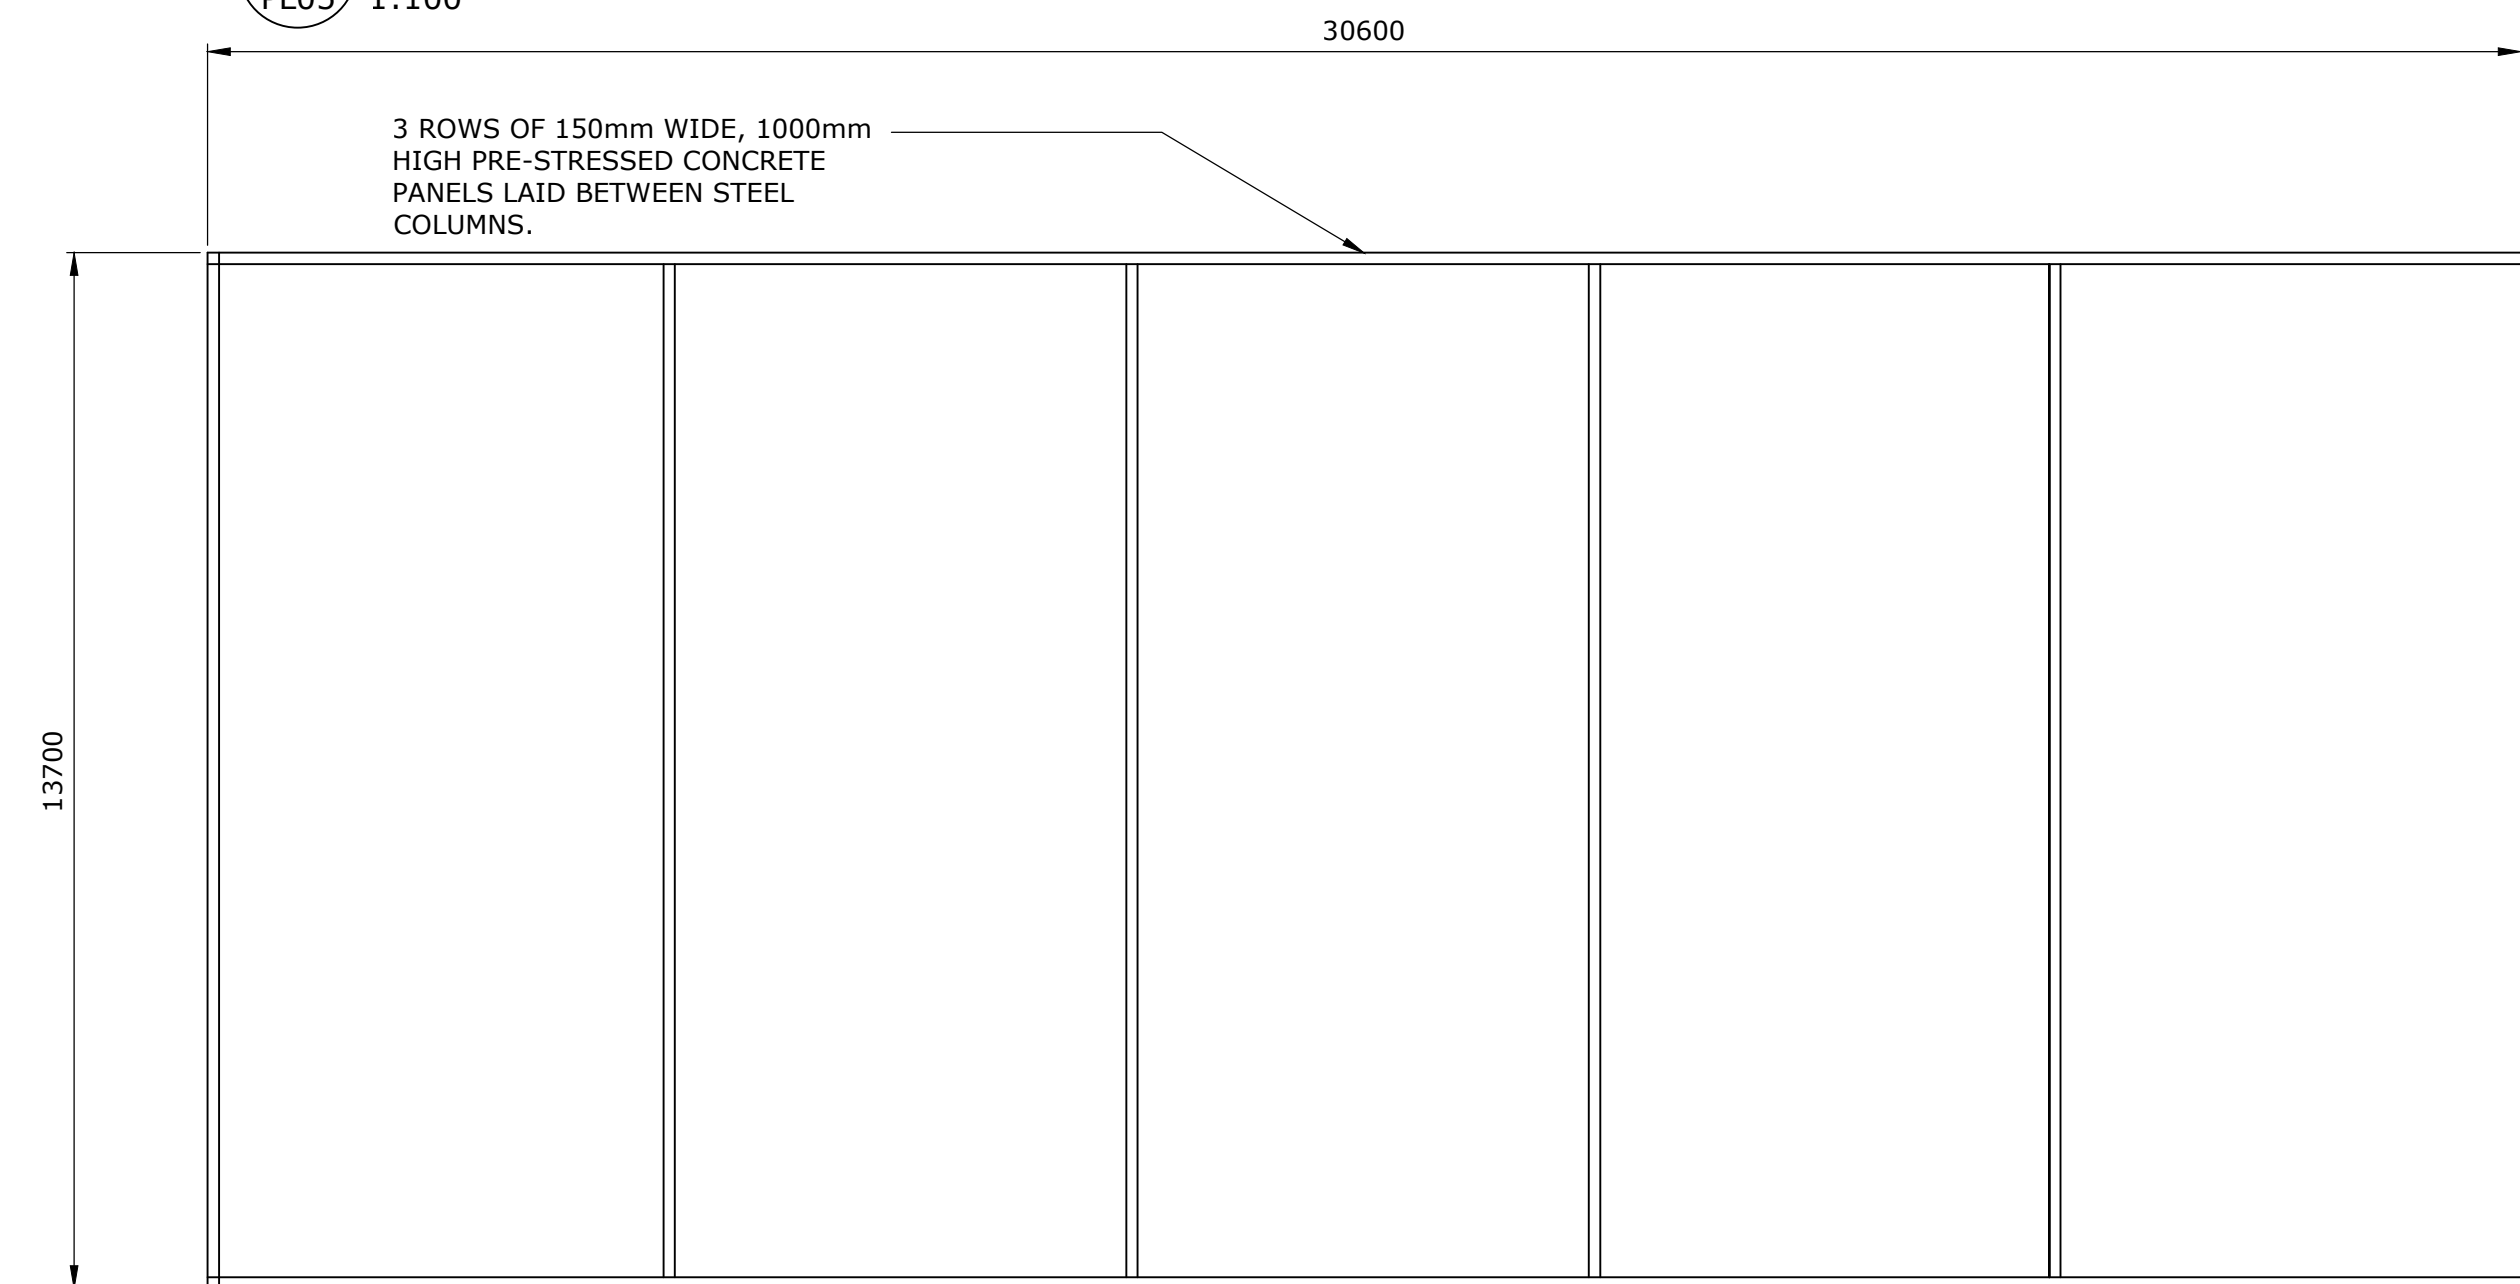 PL03 1:100
30600
3 ROWS OF 150mm WIDE, 1000mm
HIGH PRE-STRESSED CONCRETE
PANELS LAID BETWEEN STEEL
COLUMNS.
13700